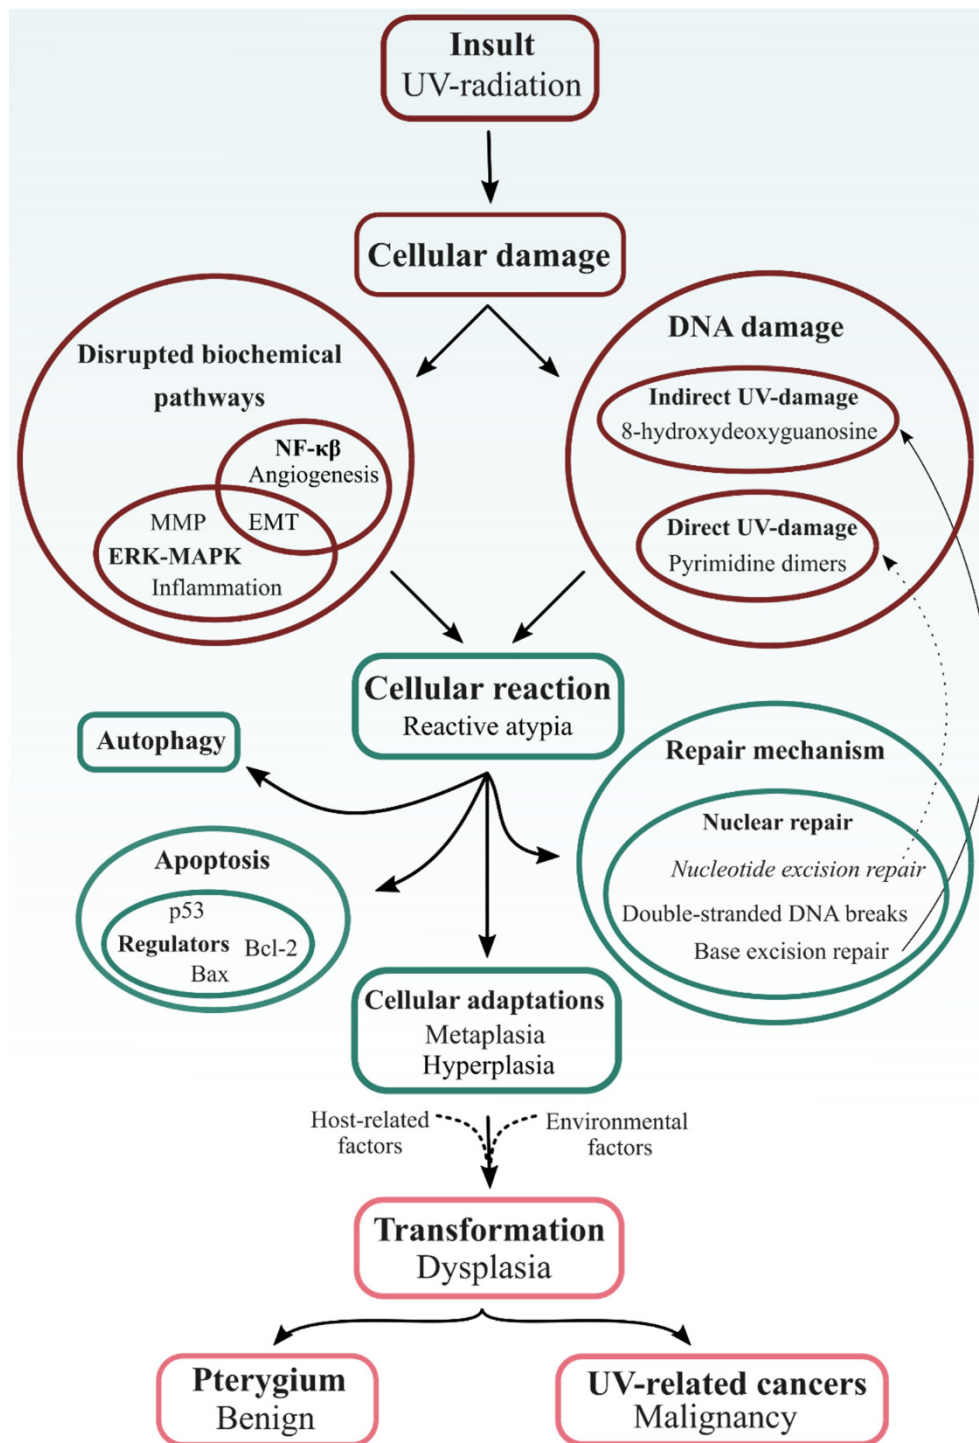 Insult
UV-radiation
Cellular damage
Disrupted biochemical
pathways
NF-κβ
Angiogenesis
MMP
EMT
ERK-MAPK
Inflammation
DNA damage
Indirect UV-damage
8-hydroxydeoxyguanosine
Direct UV-damage
Pyrimidine dimers
Cellular reaction
Reactive atypia
Autophagy
Apoptosis
p53
Regulators
Bcl-2
Bax
Repair mechanism
Nuclear repair
Nucleotide excision repair
Double-stranded DNA breaks
Base excision repair
Cellular adaptations
Metaplasia
Hyperplasia
Host-related
factors
Environmental
factors
Transformation
Dysplasia
Pterygium
Benign
UV-related cancers
Malignancy